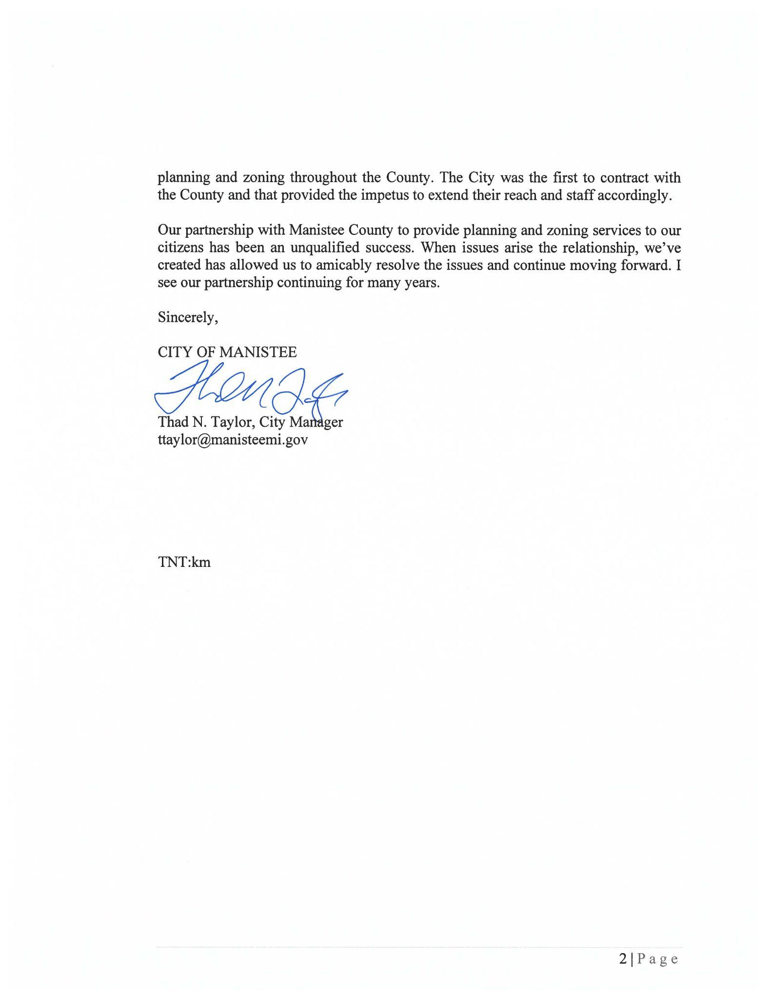 planning and zoning throughout the County. The City was the first to contract with
the County and that provided the impetus to extend their reach and staff accordingly.
Our partnership with Manistee County to provide planning and zoning services to our
citizens has been an unqualified success. When issues arise the relationship, we've
created has allowed us to amicably resolve the issues and continue moving forward. I
see our partnership continuing for many years.
Sincerely,
CITY OF MANISTEE
Thad N. Taylor, City Manager
ttaylor@manisteemi.gov
TNT:km
2|Page